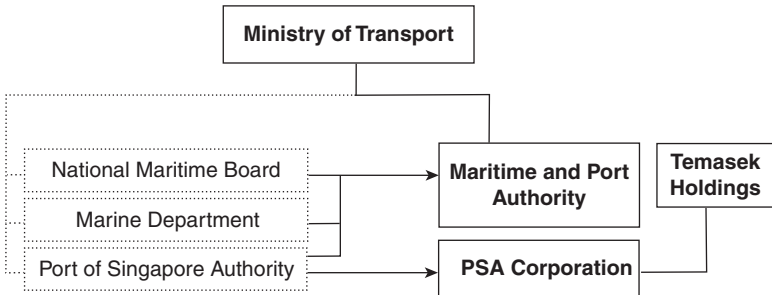 Ministry of Transport
National Maritime Board
Marine Department
Port of Singapore Authority
Maritime and Port
Authority
PSA Corporation
Temasek
Holdings